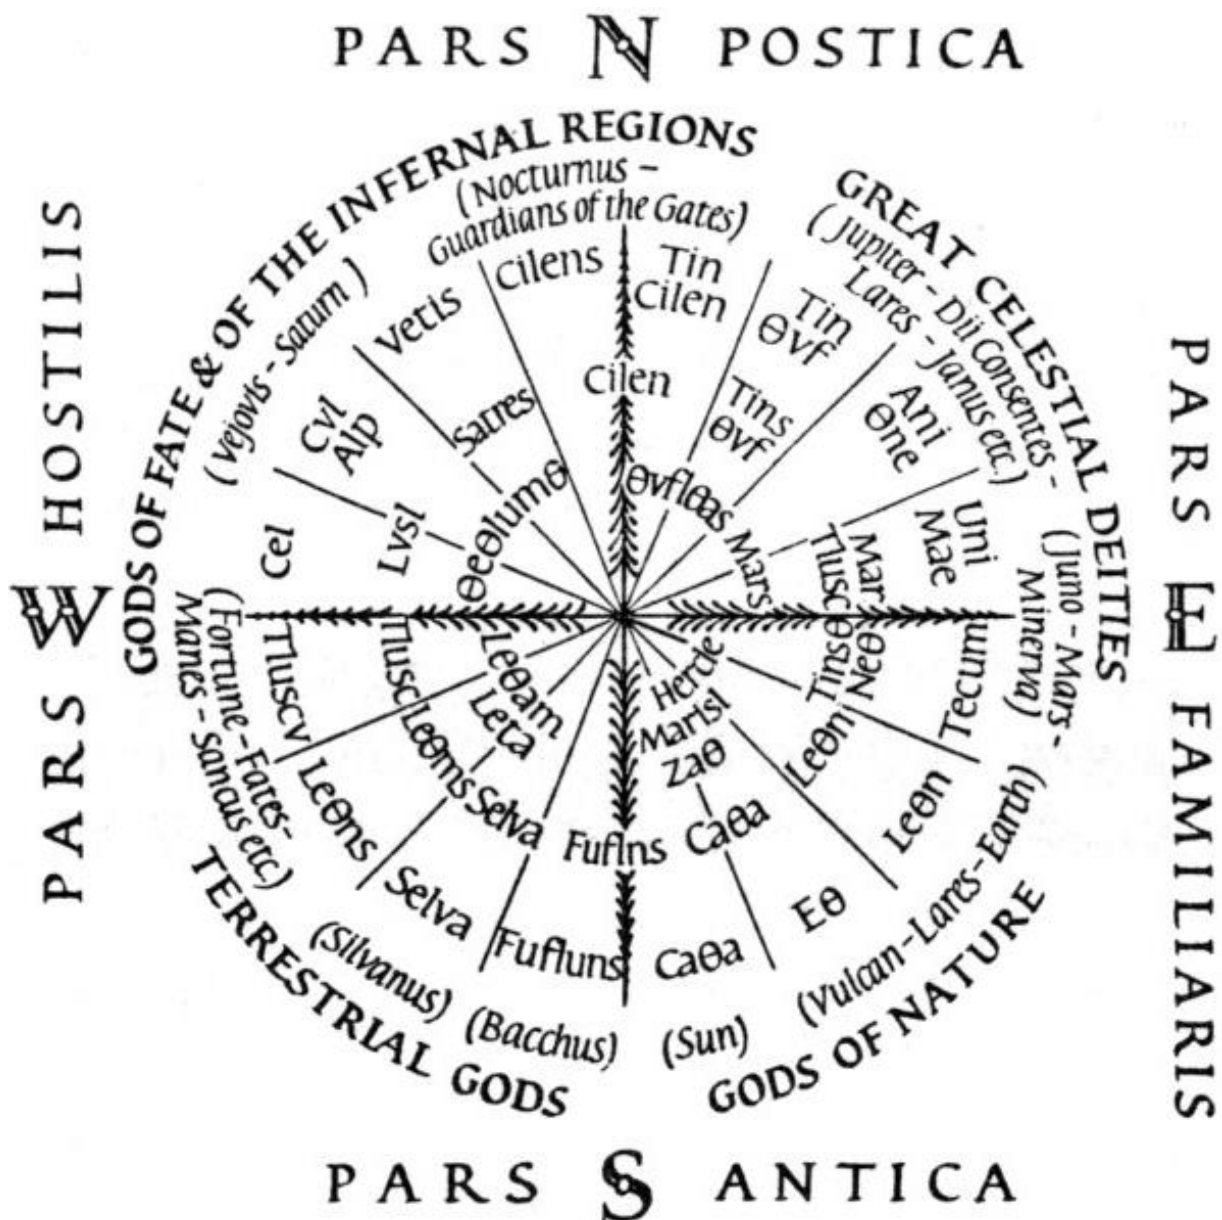 PARS N POSTICA
GODS OF FATE & OF THE INFERNAL REGIONS
(Nocturnus -
Guardians of the Gates)
(Vejovis - Saturn)
GREAT CELESTIAL DEITIES
(Jupiter - Dii Consentes -
Lares - Janus etc.)
(Juno - Mars -
Minerva)
PARS W HOSTILIS
PARS E FAMILIARIS
Cilens
Tin
Cilen
Tin
Θvf
Ani
Θne
Uni
Mae
Tecum
Leθn
Eθ
Caθa
Fufluns
Selva
Leθns
Tluscv
Cel
Cvl
Alp
Vetis
Cilen
Tins
Θvf
Θvflθas
Mars
Mar
Tlusc
Tinsθ
Neθ
Leθn
Caθa
Fuflns
Selva
Leθms
Tlusc
Lvsl
Satres
Θeθlumθ
Leθam
Leta
Hercle
Marisl
Zaθ
(Fortune - Fates -
Manes - Sancus etc)
(Silvanus)
(Bacchus)
TERRESTRIAL GODS
(Sun)
(Vulcan - Lares - Earth)
GODS OF NATURE
PARS S ANTICA